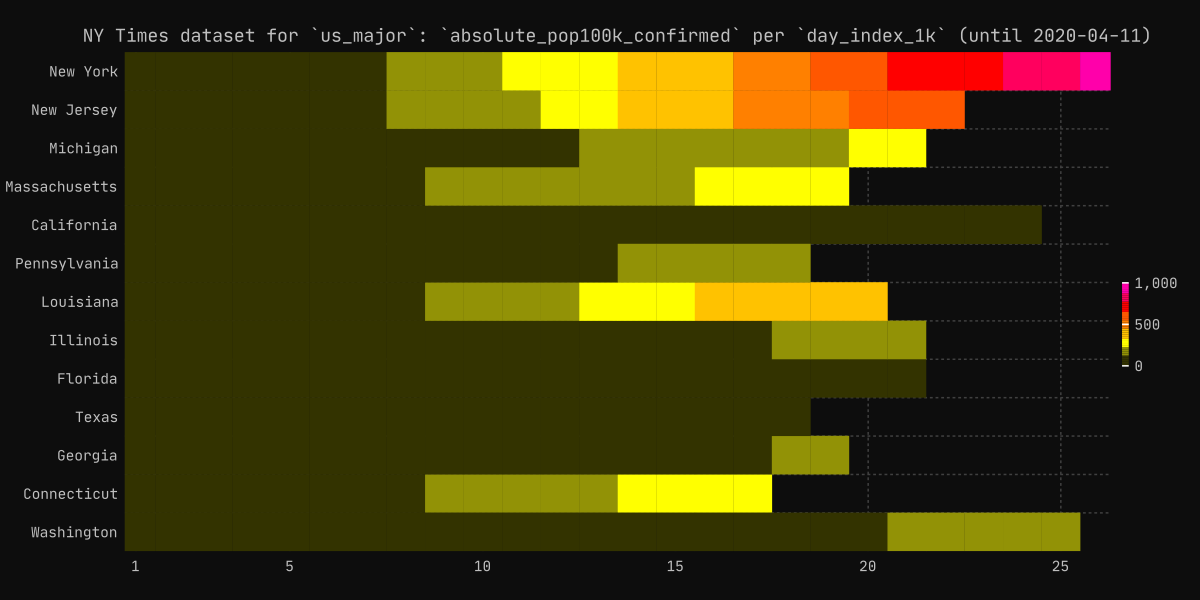 NY Times dataset for `us_major`: `absolute_pop100k_confirmed` per `day_index_1k` (until 2020-04-11)
New York
New Jersey
Michigan
Massachusetts
California
Pennsylvania
Louisiana
Illinois
Florida
Texas
Georgia
Connecticut
Washington
1,000
500
0
1 5 10 15 20 25